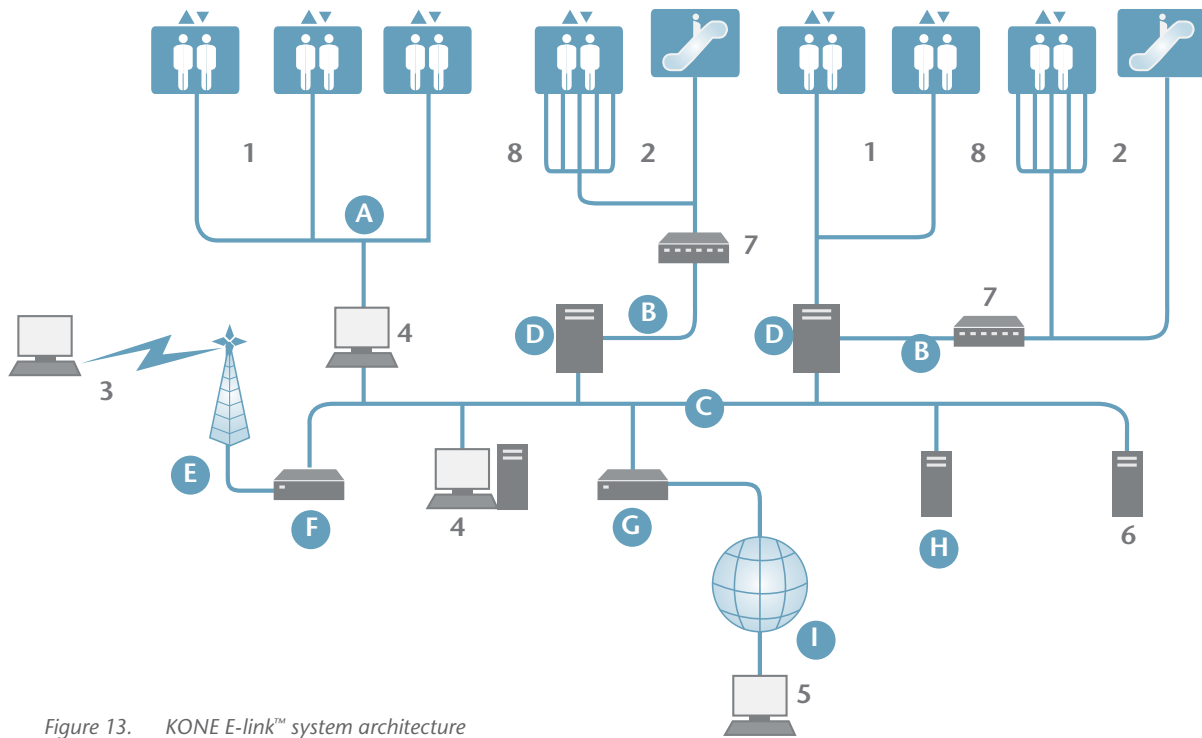 1
8
2
1
8
2
A
7
B
7
D
D
B
4
3
C
E
F
4
G
H
6
I
5
Figure 13. KONE E-link™ system architecture